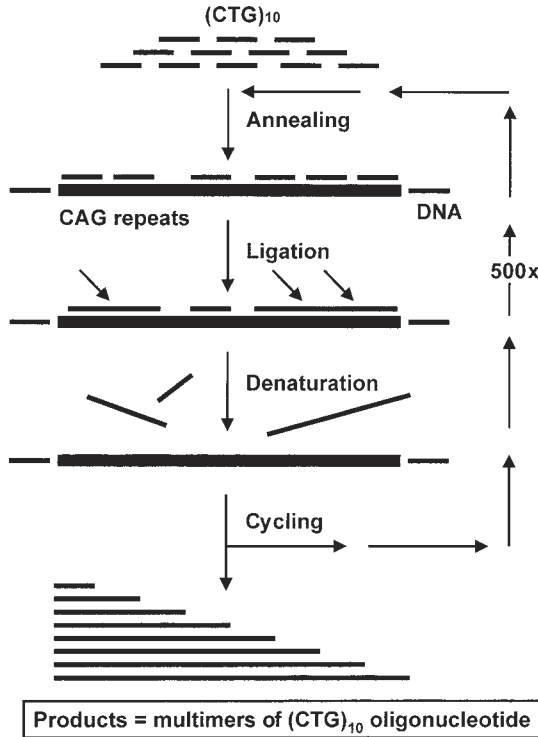 (CTG)₁₀
Annealing
CAG repeats
DNA
Ligation
500x
Denaturation
Cycling
Products = multimers of (CTG)₁₀ oligonucleotide